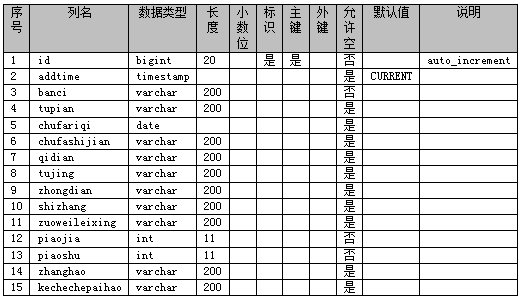 序号 列名 数据类型 长度 小数位 标识 主键 外键 允许空 默认值 说明
1 id bigint 20 是 是 否 auto_increment
2 addtime timestamp 是 CURRENT
3 banci varchar 200 否
4 tupian varchar 200 是
5 chufariqi date 是
6 chufashijian varchar 200 是
7 qidian varchar 200 是
8 tujing varchar 200 是
9 zhongdian varchar 200 是
10 shizhang varchar 200 是
11 zuoweileixing varchar 200 是
12 piaojia int 11 否
13 piaoshu int 11 否
14 zhanghao varchar 200 是
15 kechechepaihao varchar 200 是